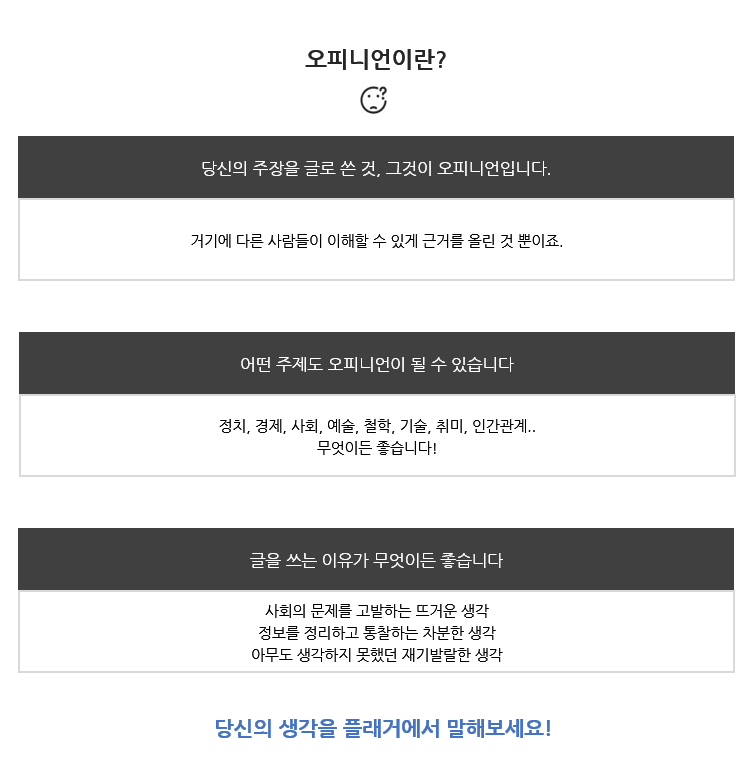 오피니언이란?
당신의 주장을 글로 쓴 것, 그것이 오피니언입니다.
거기에 다른 사람들이 이해할 수 있게 근거를 올린 것 뿐이죠.
어떤 주제도 오피니언이 될 수 있습니다
정치, 경제, 사회, 예술, 철학, 기술, 취미, 인간관계..
무엇이든 좋습니다!
글을 쓰는 이유가 무엇이든 좋습니다
사회의 문제를 고발하는 뜨거운 생각
정보를 정리하고 통찰하는 차분한 생각
아무도 생각하지 못했던 재기발랄한 생각
당신의 생각을 플래거에서 말해보세요!